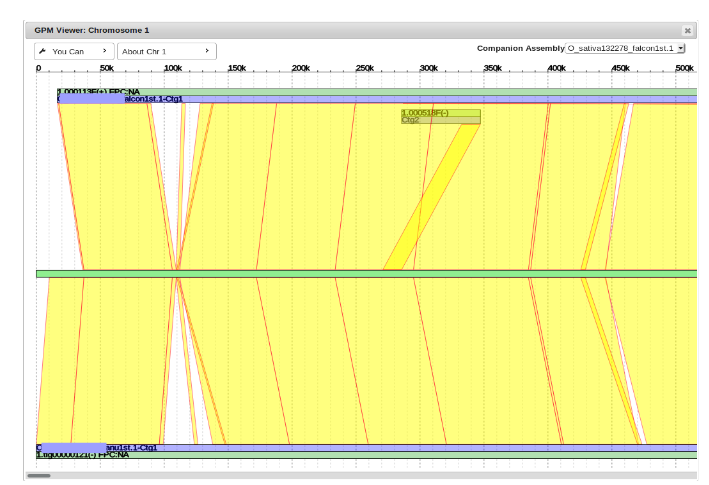 GPM Viewer: Chromosome 1
You Can
About Chr 1
Companion Assembly O_sativa132278_falcon1st.1
0 50k 100k 150k 200k 250k 300k 350k 400k 450k 500k
1.000113F(+) FPC:NA
alcon1st.1-Ctg1
1.000518F(-)
Ctg2
nu1st.1-Ctg1
1.tig00000121(-) FPC:NA